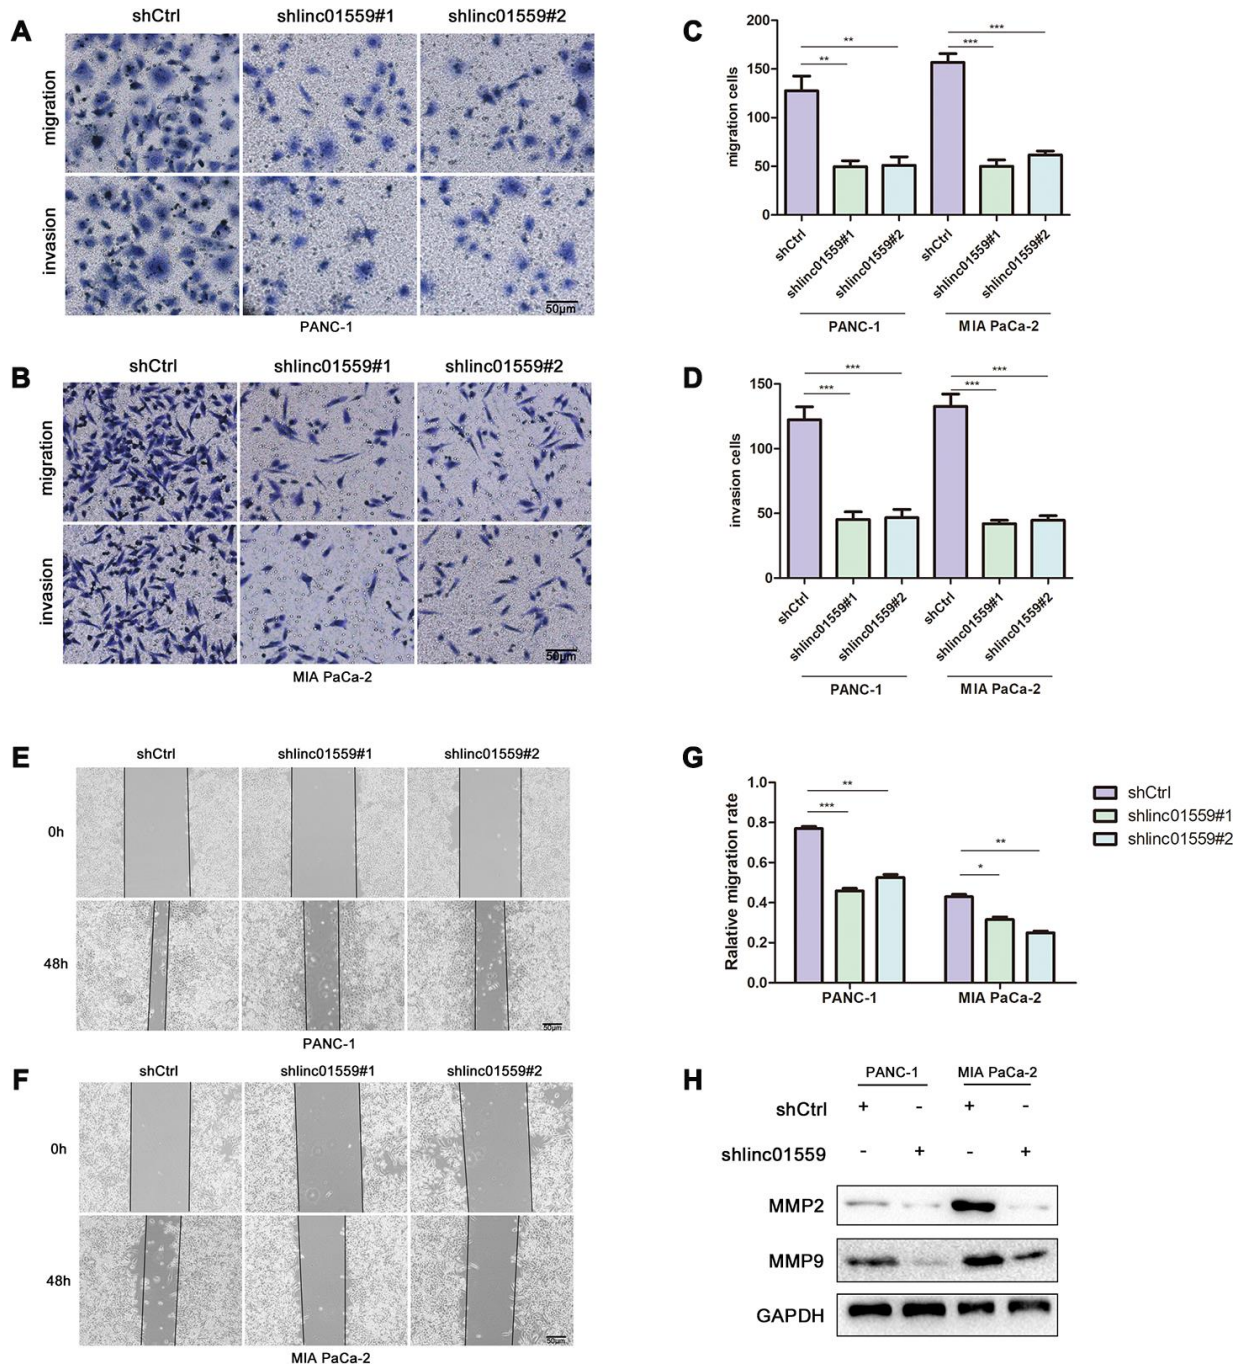 A
shCtrl shlinc01559#1 shlinc01559#2
migration
invasion
50μm
PANC-1
B
shCtrl shlinc01559#1 shlinc01559#2
migration
invasion
50μm
MIA PaCa-2
C
migration cells
200
150
100
50
0
** ** *** ***
shCtrl shlinc01559#1 shlinc01559#2 shCtrl shlinc01559#1 shlinc01559#2
PANC-1 MIA PaCa-2
D
invasion cells
150
100
50
0
*** *** *** ***
shCtrl shlinc01559#1 shlinc01559#2 shCtrl shlinc01559#1 shlinc01559#2
PANC-1 MIA PaCa-2
E
shCtrl shlinc01559#1 shlinc01559#2
0h
48h
50μm
PANC-1
F
shCtrl shlinc01559#1 shlinc01559#2
0h
48h
50μm
MIA PaCa-2
G
Ralative migration rate
1.0
0.8
0.6
0.4
0.2
0.0
*** ** * **
PANC-1 MIA PaCa-2
shCtrl
shlinc01559#1
shlinc01559#2
H
PANC-1 MIA PaCa-2
shCtrl + - + -
shlinc01559 - + - +
MMP2
MMP9
GAPDH